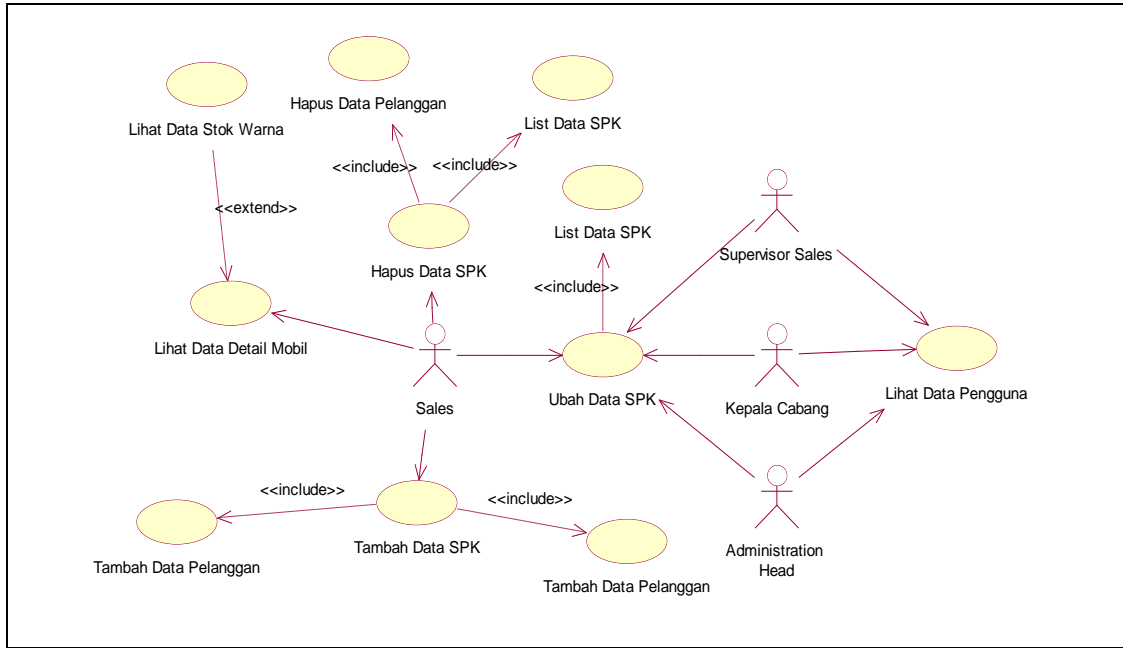 Hapus Data Pelanggan
List Data SPK
Lihat Data Stok Warna
<<include>>
<<include>>
<<extend>>
List Data SPK
Hapus Data SPK
Supervisor Sales
<<include>>
Lihat Data Detail Mobil
Sales
Ubah Data SPK
Kepala Cabang
Lihat Data Pengguna
<<include>>
<<include>>
Tambah Data Pelanggan
Tambah Data SPK
Tambah Data Pelanggan
Administration
Head